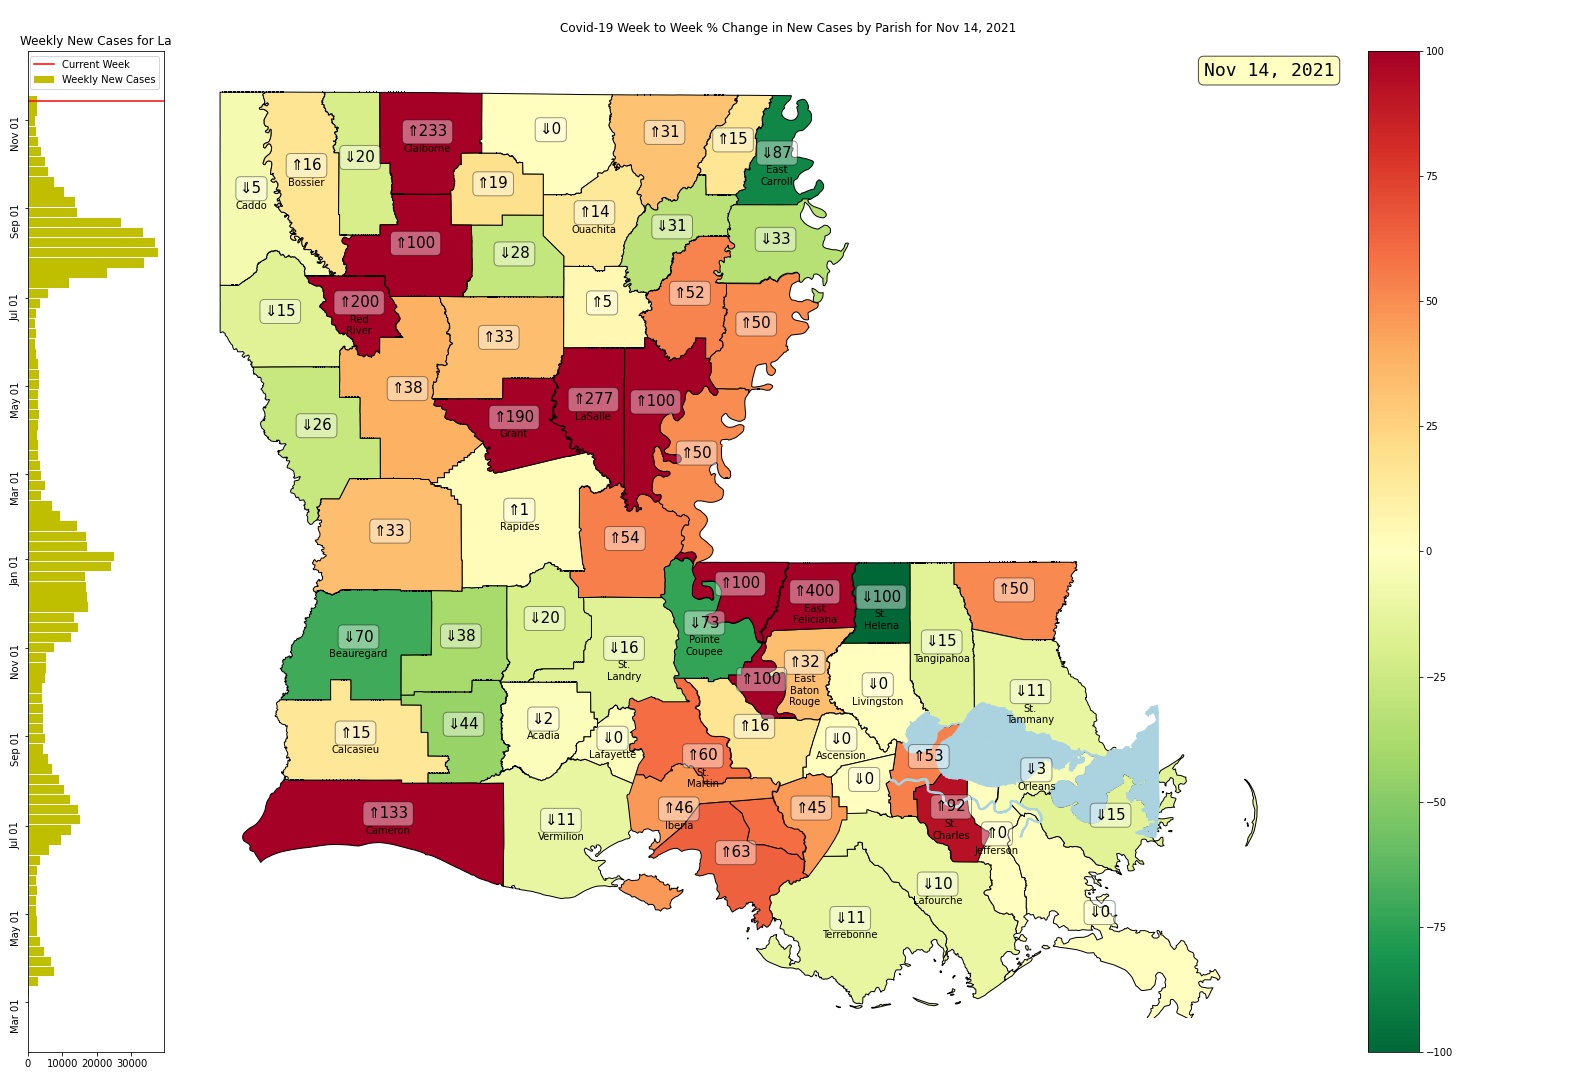 Covid-19 Week to Week % Change in New Cases by Parish for Nov 14, 2021
Weekly New Cases for La
Current Week
Weekly New Cases
Nov 01
Sep 01
Jul 01
May 01
Mar 01
Jan 01
Nov 01
Sep 01
Jul 01
May 01
Mar 01
0 10000 20000 30000
Nov 14, 2021
⇓5
Caddo
⇑16
Bossier
⇓20
⇑233
Claiborne
⇓0
⇑31
⇑15
⇓87
East
Carroll
⇑19
⇑14
Ouachita
⇓31
⇓33
⇑100
⇓28
⇓15
⇑200
Red
River
⇑5
⇑52
⇑50
⇑33
⇑38
⇓26
⇑190
Grant
⇑277
LaSalle
⇑100
⇑50
⇑33
⇑1
Rapides
⇑54
⇑100
⇑400
East
Feliciana
⇓100
St.
Helena
⇑50
⇓70
Beauregard
⇓38
⇓20
⇓16
St.
Landry
⇓73
Pointe
Coupee
⇓15
Tangipahoa
⇑100
⇑32
East
Baton
Rouge
⇓0
Livingston
⇓11
St.
Tammany
⇑15
Calcasieu
⇓44
⇓2
Acadia
⇓0
Lafayette
⇑60
St.
Martin
⇑16
⇓0
Ascension
⇓0
⇑53
⇓3
Orleans
⇑133
Cameron
⇓11
Vermilion
⇑46
Iberia
⇑45
⇑92
St.
Charles
⇓15
⇑0
Jefferson
⇑63
⇓10
Lafourche
⇓11
Terrebonne
⇓0
100
75
50
25
0
−25
−50
−75
−100